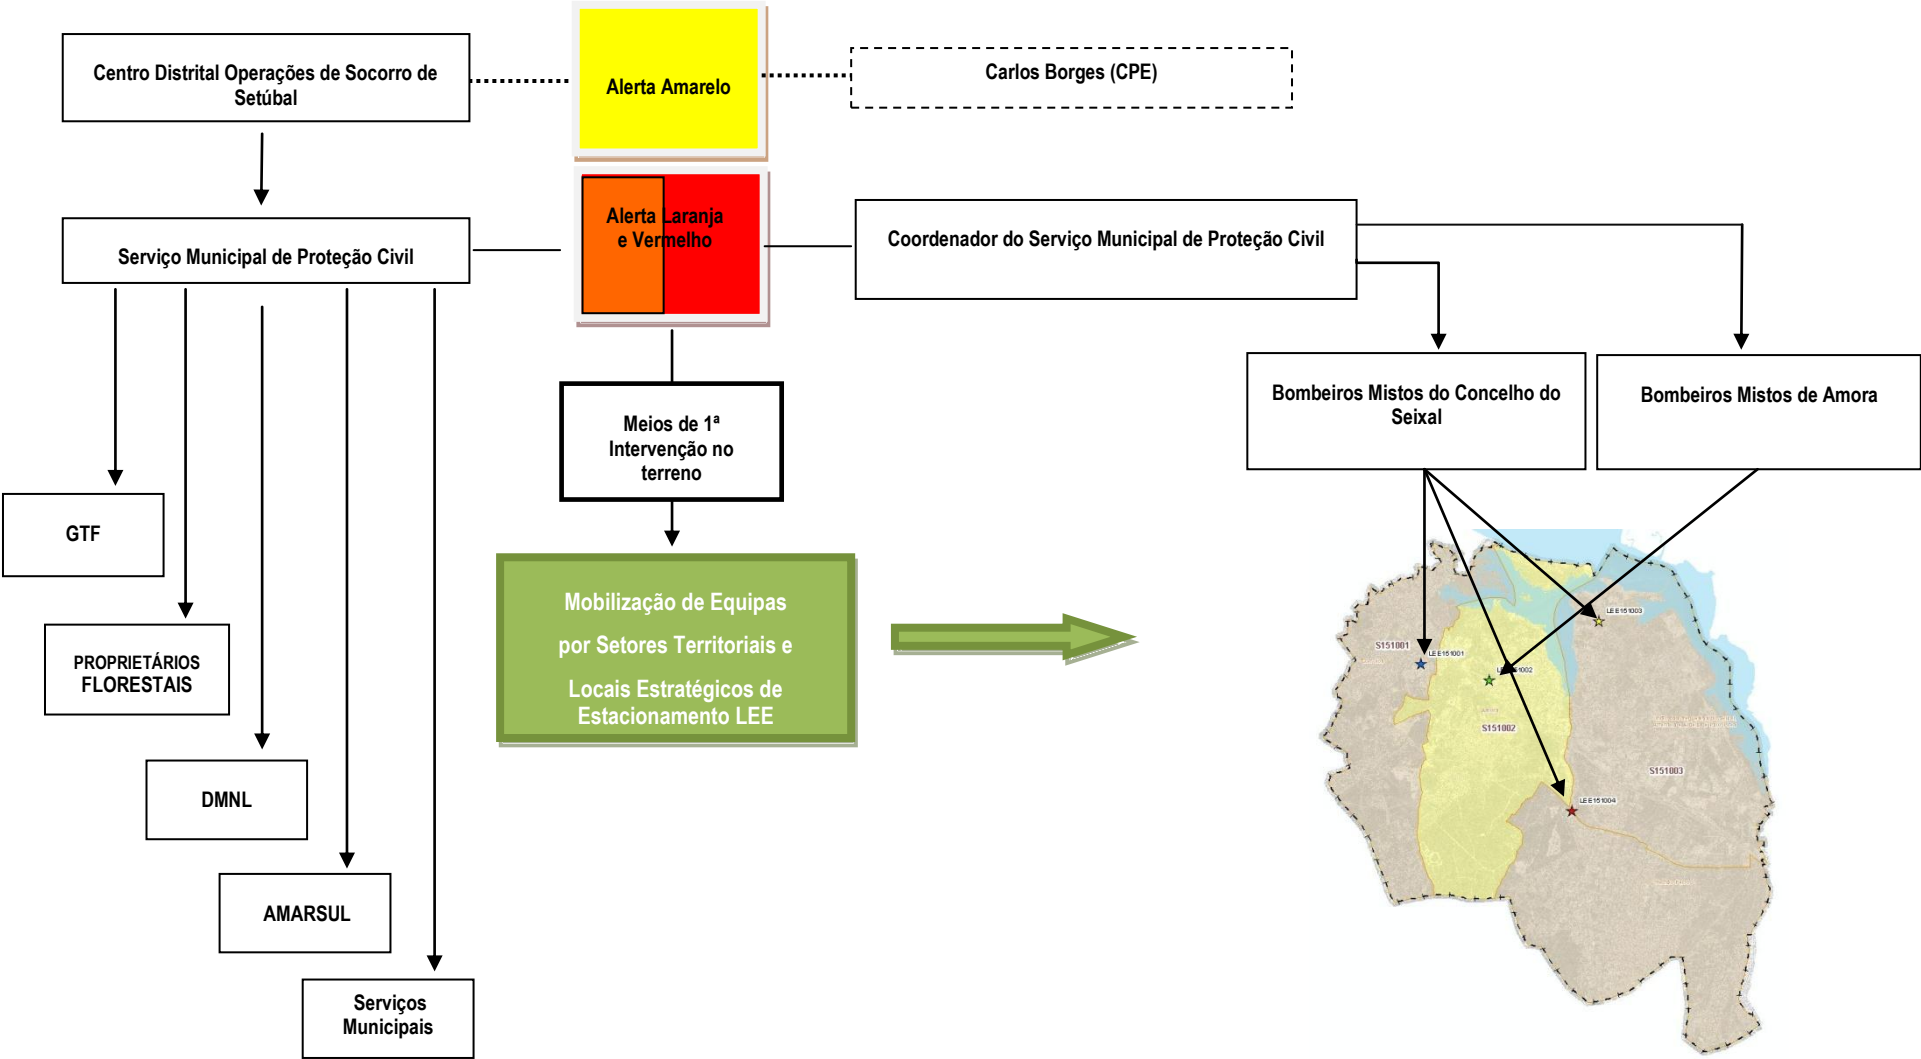 Centro Distrital Operações de Socorro de
Setúbal
Alerta Amarelo
Carlos Borges (CPE)
Serviço Municipal de Proteção Civil
Alerta Laranja
e Vermelho
Coordenador do Serviço Municipal de Proteção Civil
Meios de 1ª
Intervenção no
terreno
Bombeiros Mistos do Concelho do
Seixal
Bombeiros Mistos de Amora
GTF
PROPRIETÁRIOS
FLORESTAIS
DMNL
AMARSUL
Serviços
Municipais
Mobilização de Equipas
por Setores Territoriais e
Locais Estratégicos de
Estacionamento LEE
LEE151003
S151001
LEE151001
S151002
S151003
LEE151004